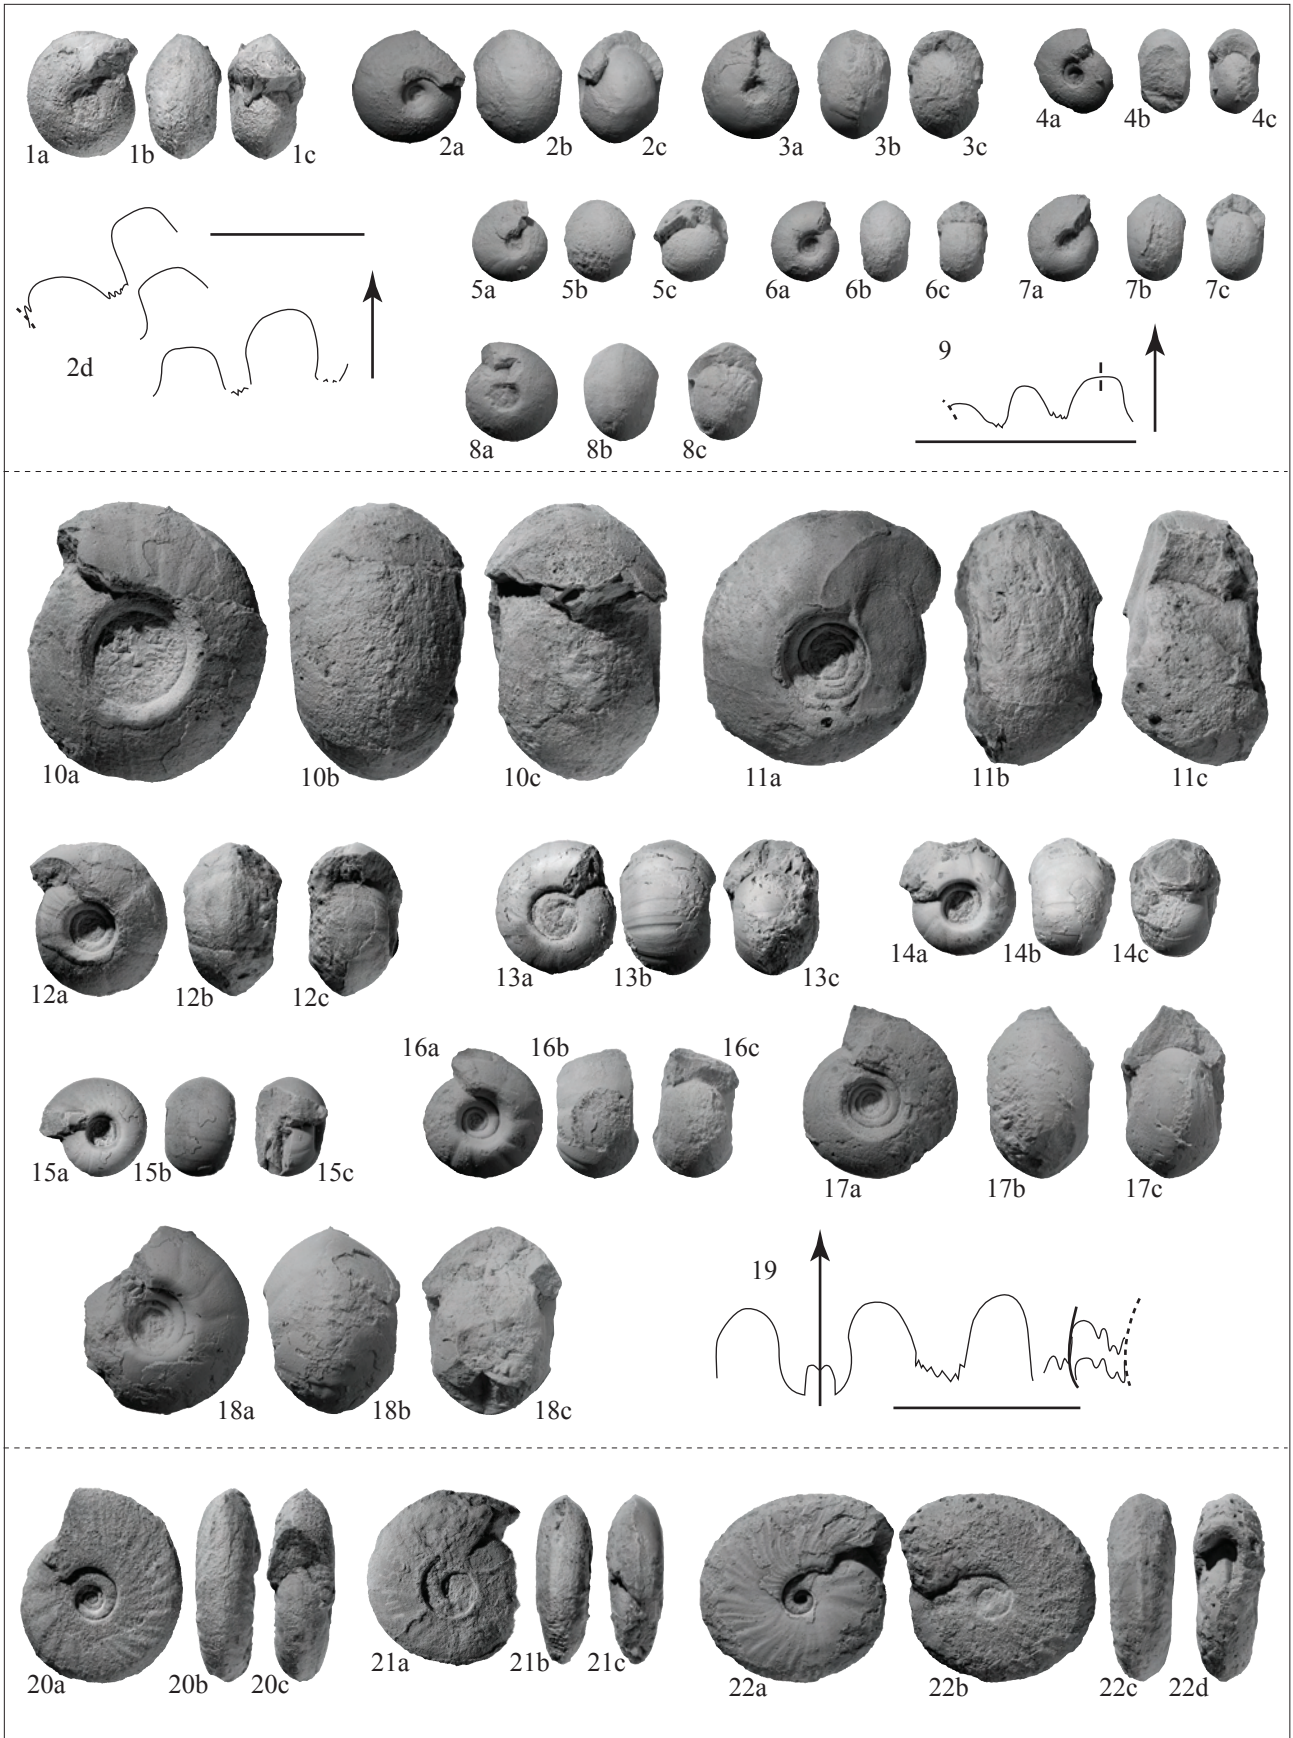 1a 1b 1c 2a 2b 2c 3a 3b 3c 4a 4b 4c
2d 5a 5b 5c 6a 6b 6c 7a 7b 7c
8a 8b 8c 9
10a 10b 10c 11a 11b 11c
12a 12b 12c 13a 13b 13c 14a 14b 14c
15a 15b 15c 16a 16b 16c 17a 17b 17c
18a 18b 18c 19
20a 20b 20c 21a 21b 21c 22a 22b 22c 22d